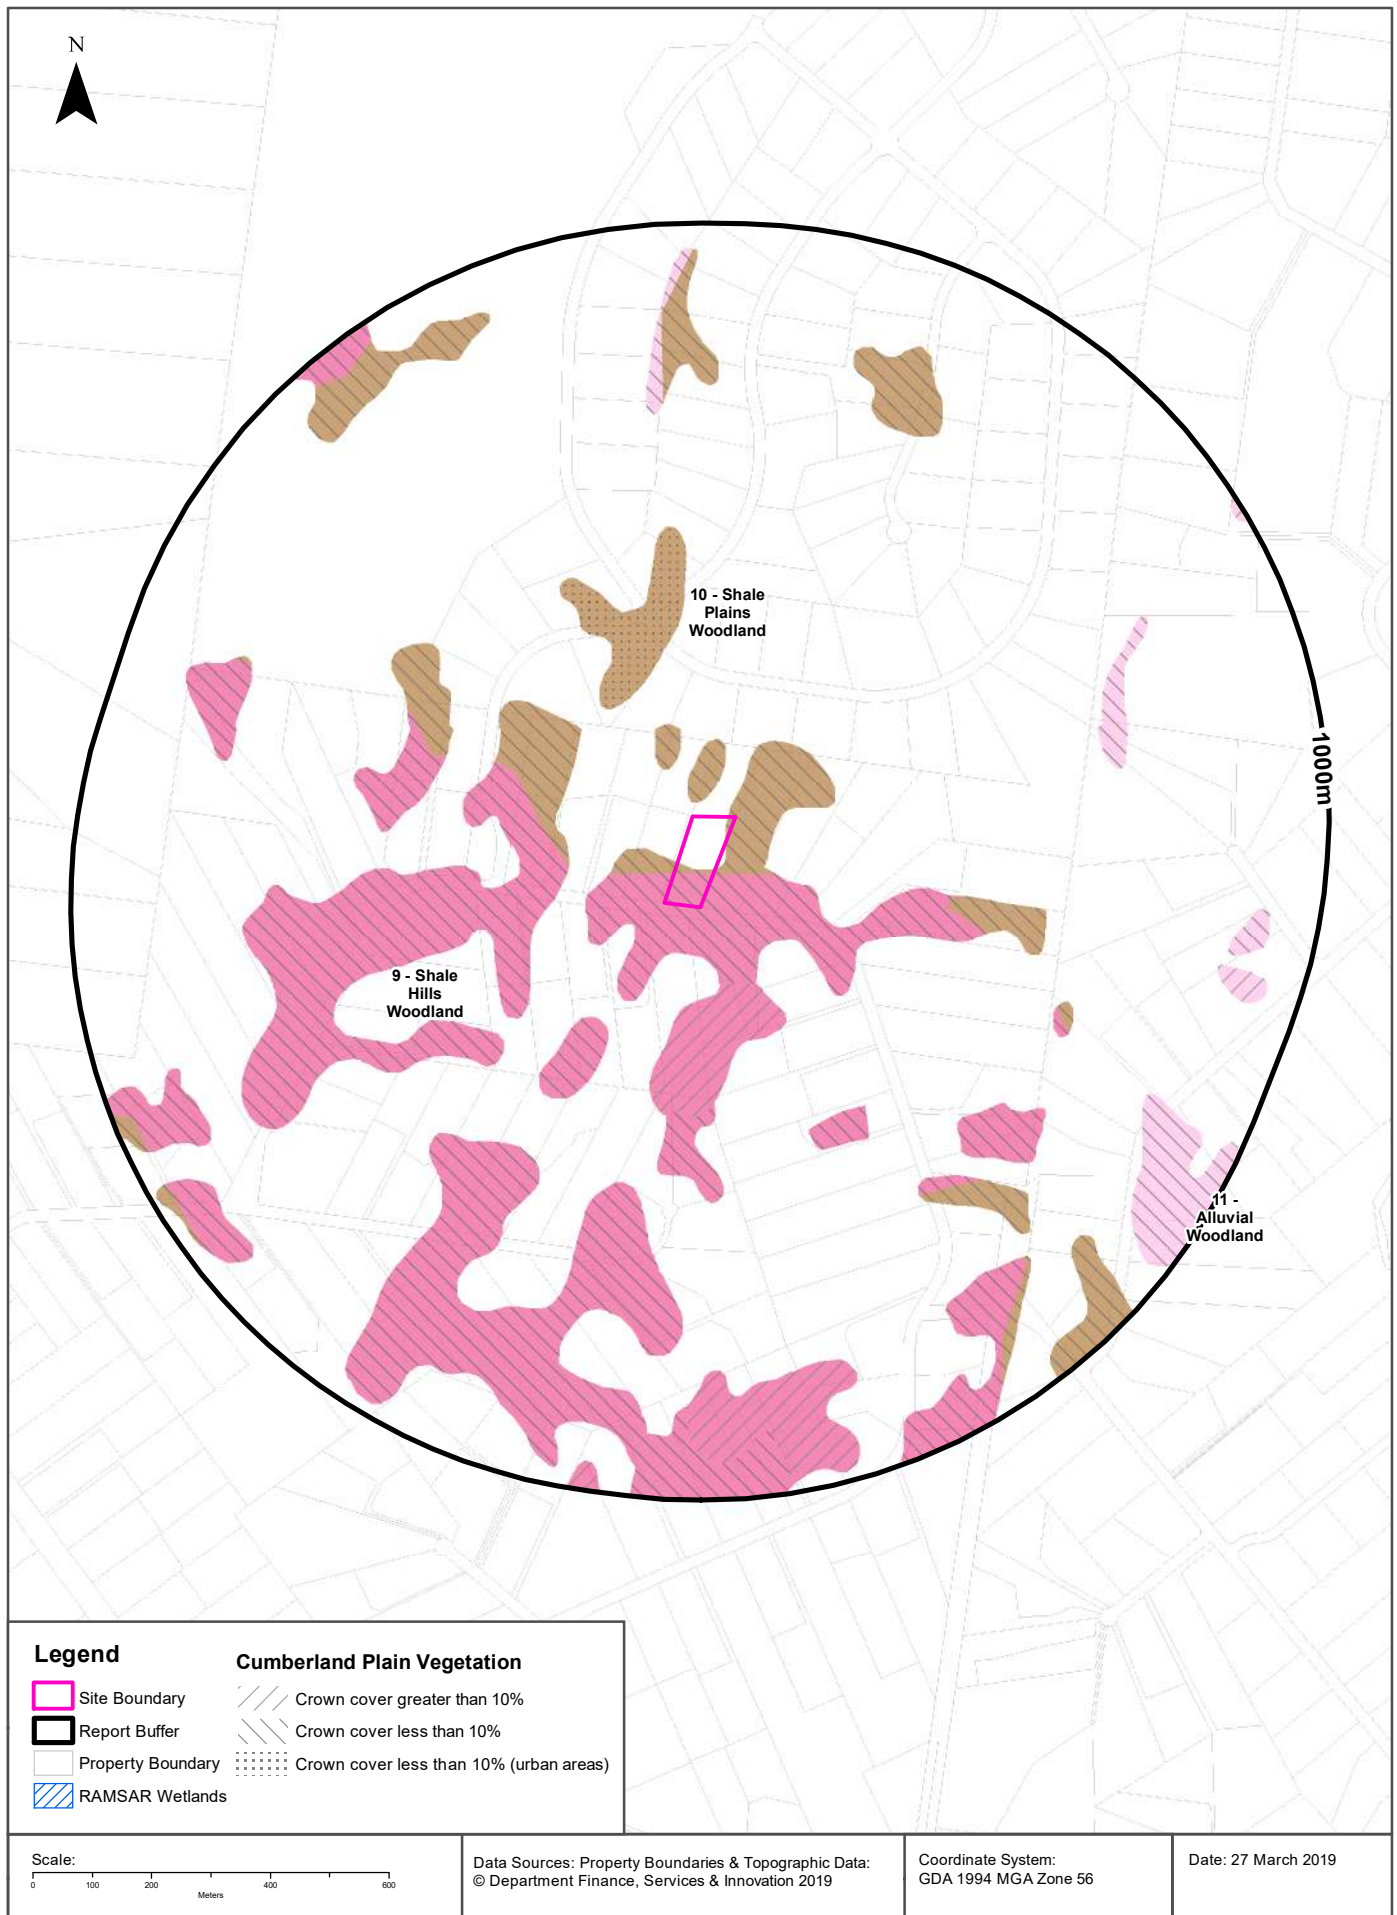 N
10 - Shale
Plains
Woodland
1000m
9 - Shale
Hills
Woodland
11 -
Alluvial
Woodland
Legend
Site Boundary
Report Buffer
Property Boundary
RAMSAR Wetlands
Cumberland Plain Vegetation
Crown cover greater than 10%
Crown cover less than 10%
Crown cover less than 10% (urban areas)
Scale:
0 100 200 400 600
Meters
Data Sources: Property Boundaries & Topographic Data:
© Department Finance, Services & Innovation 2019
Coordinate System:
GDA 1994 MGA Zone 56
Date: 27 March 2019